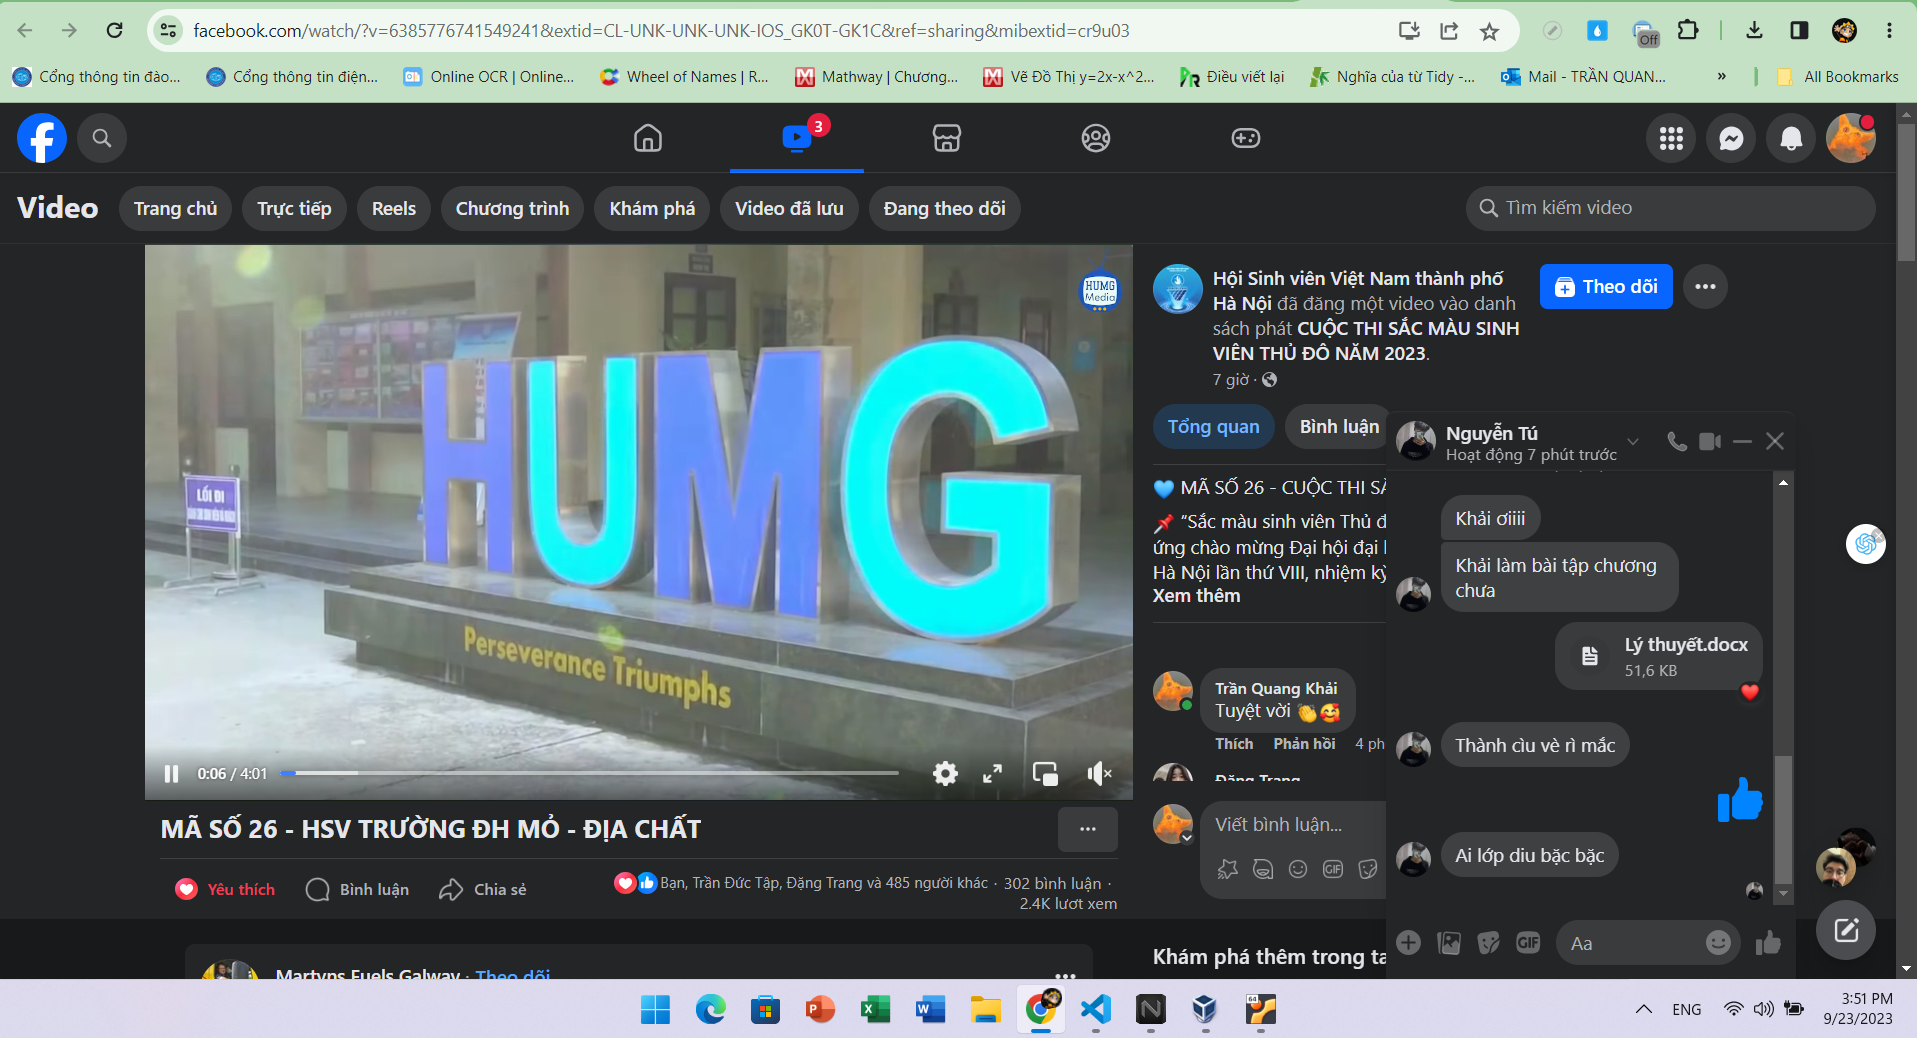 facebook.com/watch/?v=6385776741549241&extid=CL-UNK-UNK-UNK-IOS_GK0T-GK1C&ref=sharing&mibextid=cr9u03
Off
Cổng thông tin đào...
Cổng thông tin điện...
Online OCR | Online...
Wheel of Names | R...
Mathway | Chương...
Vẽ Đồ Thị y=2x-x^2...
Điều viết lại
Nghĩa của từ Tidy -...
Mail - TRẦN QUAN...
»
All Bookmarks
3
Video
Trang chủ
Trực tiếp
Reels
Chương trình
Khám phá
Video đã lưu
Đang theo dõi
Tìm kiếm video
HUMG
Media
HUMG
LỐI ĐI
Perseverance Triumphs
0:06 / 4:01
Hội Sinh viên Việt Nam thành phố
Hà Nội đã đăng một video vào danh
sách phát CUỘC THI SẮC MÀU SINH
VIÊN THỦ ĐÔ NĂM 2023.
7 giờ ·
Theo dõi
Tổng quan
Bình luận
💙 MÃ SỐ 26 - CUỘC THI SẮ
📌 “Sắc màu sinh viên Thủ đ
ứng chào mừng Đại hội đại
Hà Nội lần thứ VIII, nhiệm kỳ
Xem thêm
Trần Quang Khải
Tuyệt vời 👏🥰
Thích
Phản hồi
4 ph
Đặng Trang
Viết bình luận...
GIF
MÃ SỐ 26 - HSV TRƯỜNG ĐH MỎ - ĐỊA CHẤT
Yêu thích
Bình luận
Chia sẻ
Bạn, Trần Đức Tập, Đặng Trang và 485 người khác · 302 bình luận ·
2.4K lượt xem
Martyns Fuels Galway · Theo dõi
Khám phá thêm trong
Nguyễn Tú
Hoạt động 7 phút trước
Khải ơiiii
Khải làm bài tập chương
chưa
Lý thuyết.docx
51,6 KB
Thành cìu vè rì mắc
Ai lớp diu bặc bặc
GIF
Aa
64
ENG
3:51 PM
9/23/2023